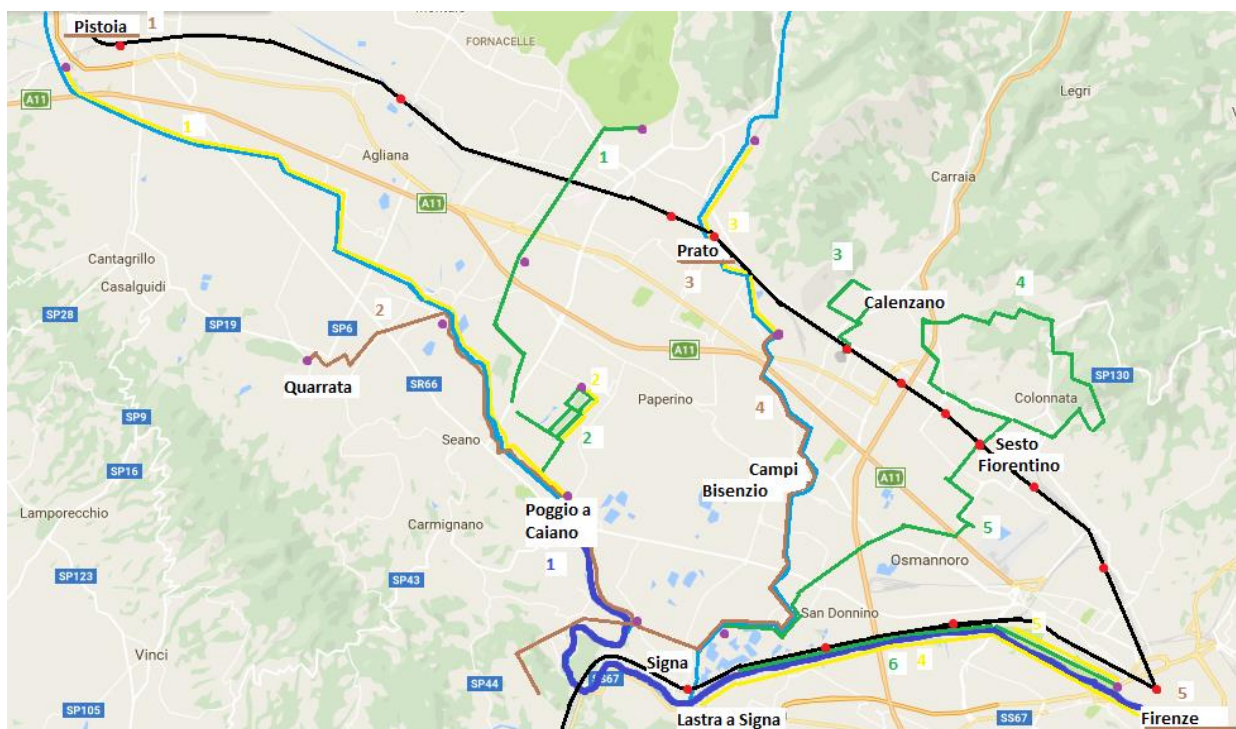 Pistoia
1
FORNACELLE
Legri
A11
1
Agliana
1
Carraia
A11
3
Prato
3
3
Calenzano
4
Cantagrillo
Casalguidi
SP28
SP19
2
SP6
A11
SP130
Quarrata
SR66
2
Paperino
4
Colonnata
SP9
Seano
2
Sesto
Fiorentino
SP16
Campi
Bisenzio
A11
Lamporecchio
Carmignano
Poggio a
Caiano
5
1
Osmannoro
SP123
SP43
San Donnino
5
Vinci
Signa
6
4
SP44
SS67
5
SP105
Lastra a Signa
SS67
Firenze